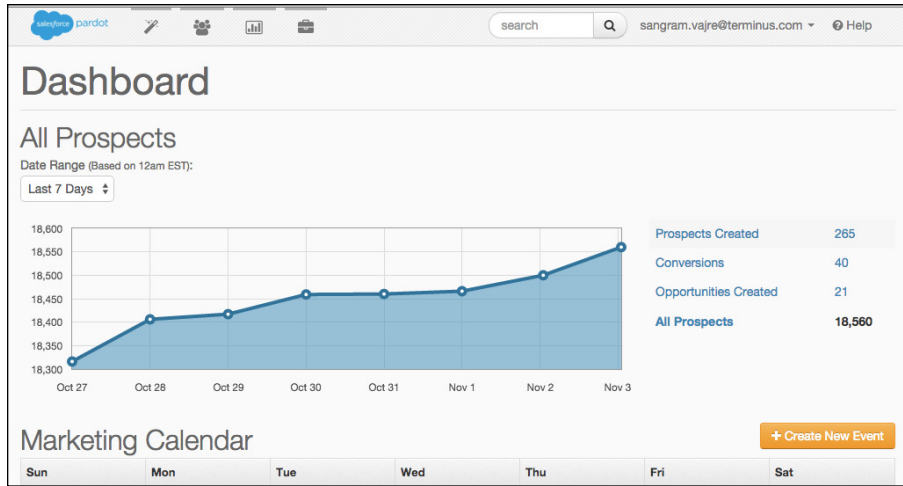 salesforce pardot
search
sangram.vajre@terminus.com
Help
Dashboard
All Prospects
Date Range (Based on 12am EST):
Last 7 Days
18,600
18,550
18,500
18,450
18,400
18,350
18,300
Oct 27 Oct 28 Oct 29 Oct 30 Oct 31 Nov 1 Nov 2 Nov 3
Prospects Created 265
Conversions 40
Opportunities Created 21
All Prospects 18,560
Marketing Calendar
+ Create New Event
Sun Mon Tue Wed Thu Fri Sat